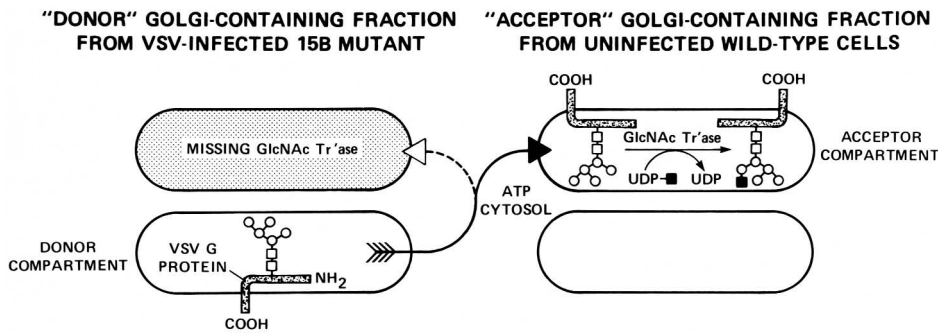 "DONOR" GOLGI-CONTAINING FRACTION
FROM VSV-INFECTED 15B MUTANT
"ACCEPTOR" GOLGI-CONTAINING FRACTION
FROM UNINFECTED WILD-TYPE CELLS
MISSING GlcNAc Tr'ase
DONOR
COMPARTMENT
VSV G
PROTEIN
NH2
COOH
ATP
CYTOSOL
COOH
COOH
GlcNAc Tr'ase
UDP-■
UDP
ACCEPTOR
COMPARTMENT